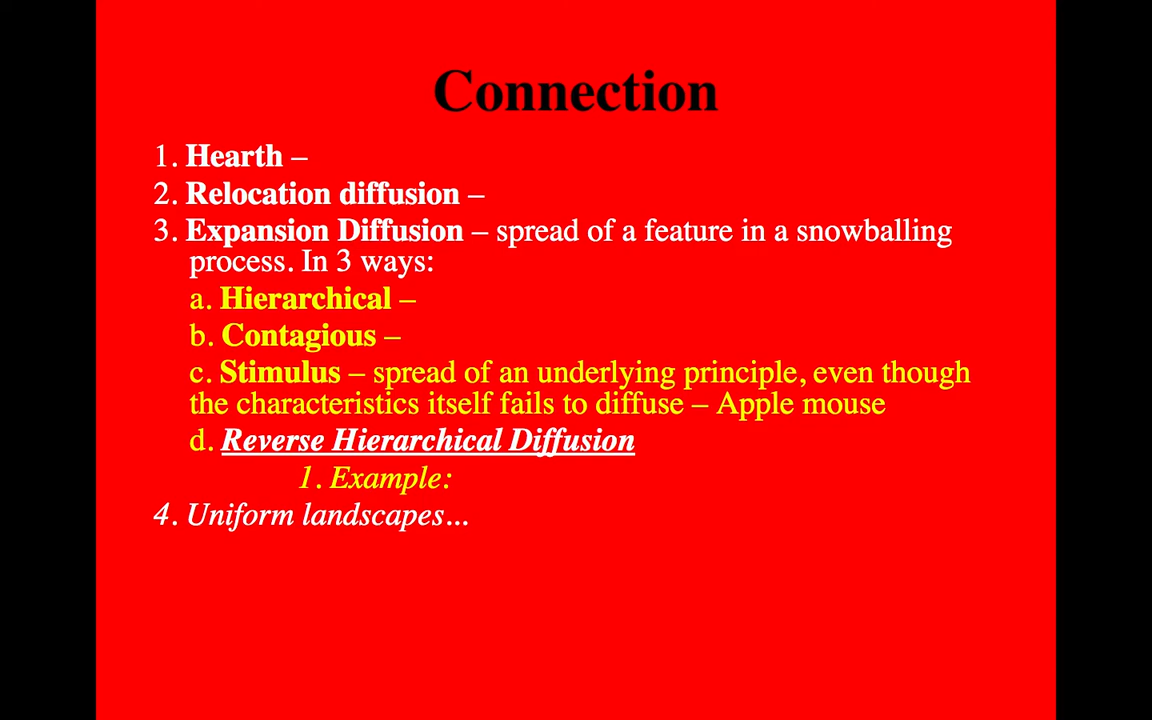 Connection
1. Hearth –
2. Relocation diffusion –
3. Expansion Diffusion – spread of a feature in a snowballing
process. In 3 ways:
a. Hierarchical –
b. Contagious –
c. Stimulus – spread of an underlying principle, even though
the characteristics itself fails to diffuse – Apple mouse
d. Reverse Hierarchical Diffusion
1. Example:
4. Uniform landscapes...